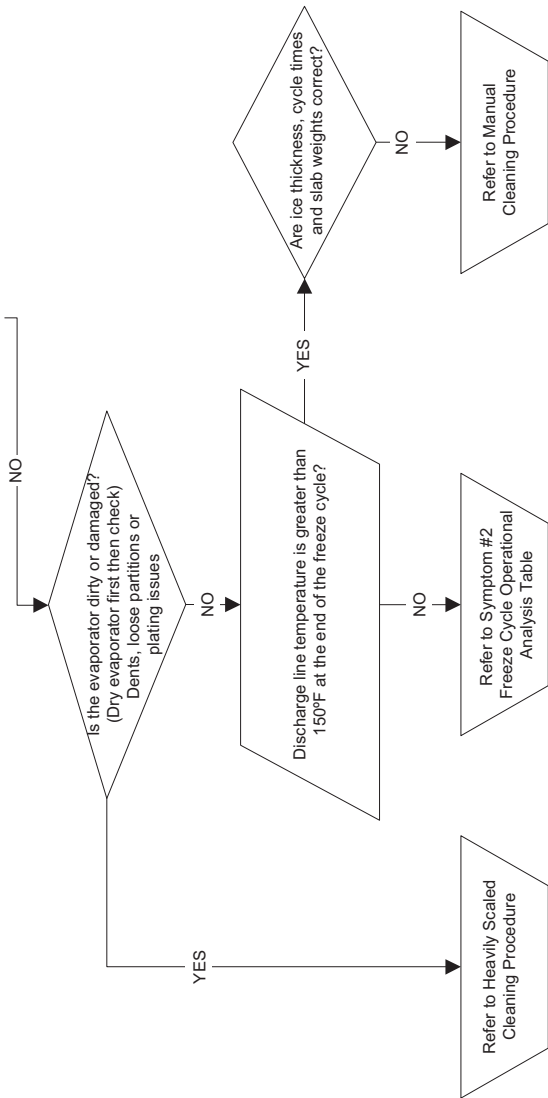 NO
Is the evaporator dirty or damaged?
(Dry evaporator first then check)
Dents, loose partitions or
plating issues
YES
NO
Discharge line temperature is greater than
150ºF at the end of the freeze cycle?
YES
NO
Are ice thickness, cycle times
and slab weights correct?
NO
Refer to Heavily Scaled
Cleaning Procedure
Refer to Symptom #2
Freeze Cycle Operational
Analysis Table
Refer to Manual
Cleaning Procedure